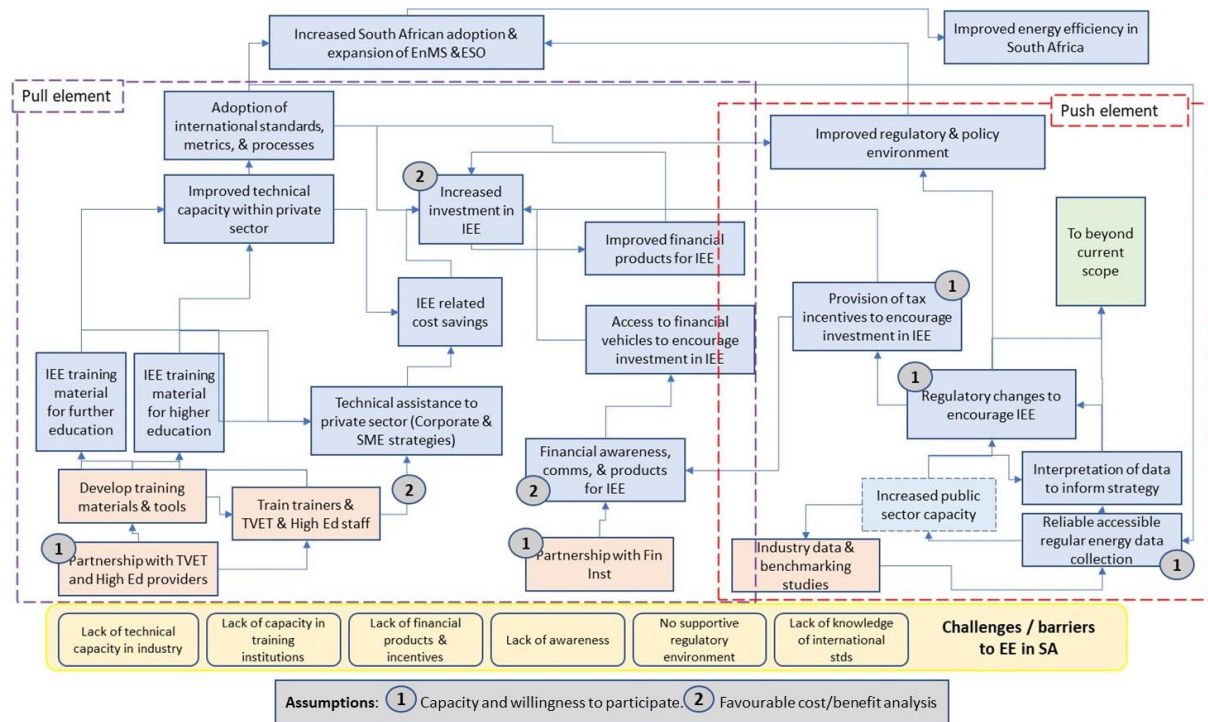 Increased South African adoption &
expansion of EnMS &ESO
Improved energy efficiency in
South Africa
Pull element
Push element
Adoption of
international standards,
metrics, & processes
Improved regulatory & policy
environment
Improved technical
capacity within private
sector
2
Increased
investment in
IEE
Improved financial
products for IEE
To beyond
current
scope
IEE related
cost savings
Access to financial
vehicles to encourage
investment in IEE
1
Provision of tax
incentives to encourage
investment in IEE
IEE training
material
for further
education
IEE training
material for
higher
education
Technical assistance to
private sector (Corporate &
SME strategies)
1
Regulatory changes to
encourage IEE
Financial awareness,
comms, & products
for IEE
2
2
Interpretation of data
to inform strategy
Develop training
materials & tools
Train trainers &
TVET & High Ed staff
Increased public
sector capacity
Reliable accessible
regular energy data
collection
1
1
Partnership with TVET
and High Ed providers
1
Partnership with Fin
Inst
Industry data &
benchmarking
studies
Lack of technical
capacity in industry
Lack of capacity in
training
institutions
Lack of financial
products &
incentives
Lack of awareness
No supportive
regulatory
environment
Lack of knowledge
of international
stds
Challenges / barriers
to EE in SA
Assumptions: 1 Capacity and willingness to participate. 2 Favourable cost/benefit analysis